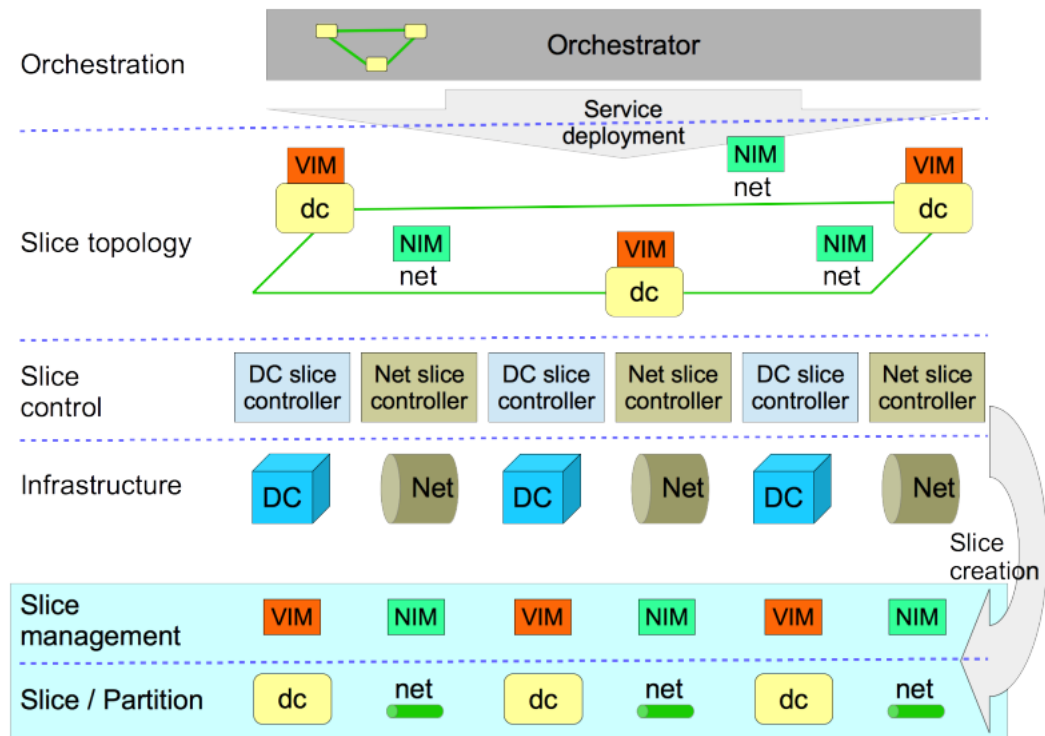 Orchestration
Orchestrator
Service
deployment
Slice topology
VIM
NIM
VIM
dc
net
dc
NIM
VIM
NIM
net
dc
net
Slice
control
DC slice
controller
Net slice
controller
DC slice
controller
Net slice
controller
DC slice
controller
Net slice
controller
Infrastructure
DC
Net
DC
Net
DC
Net
Slice
creation
Slice
management
VIM
NIM
VIM
NIM
VIM
NIM
Slice / Partition
dc
net
dc
net
dc
net